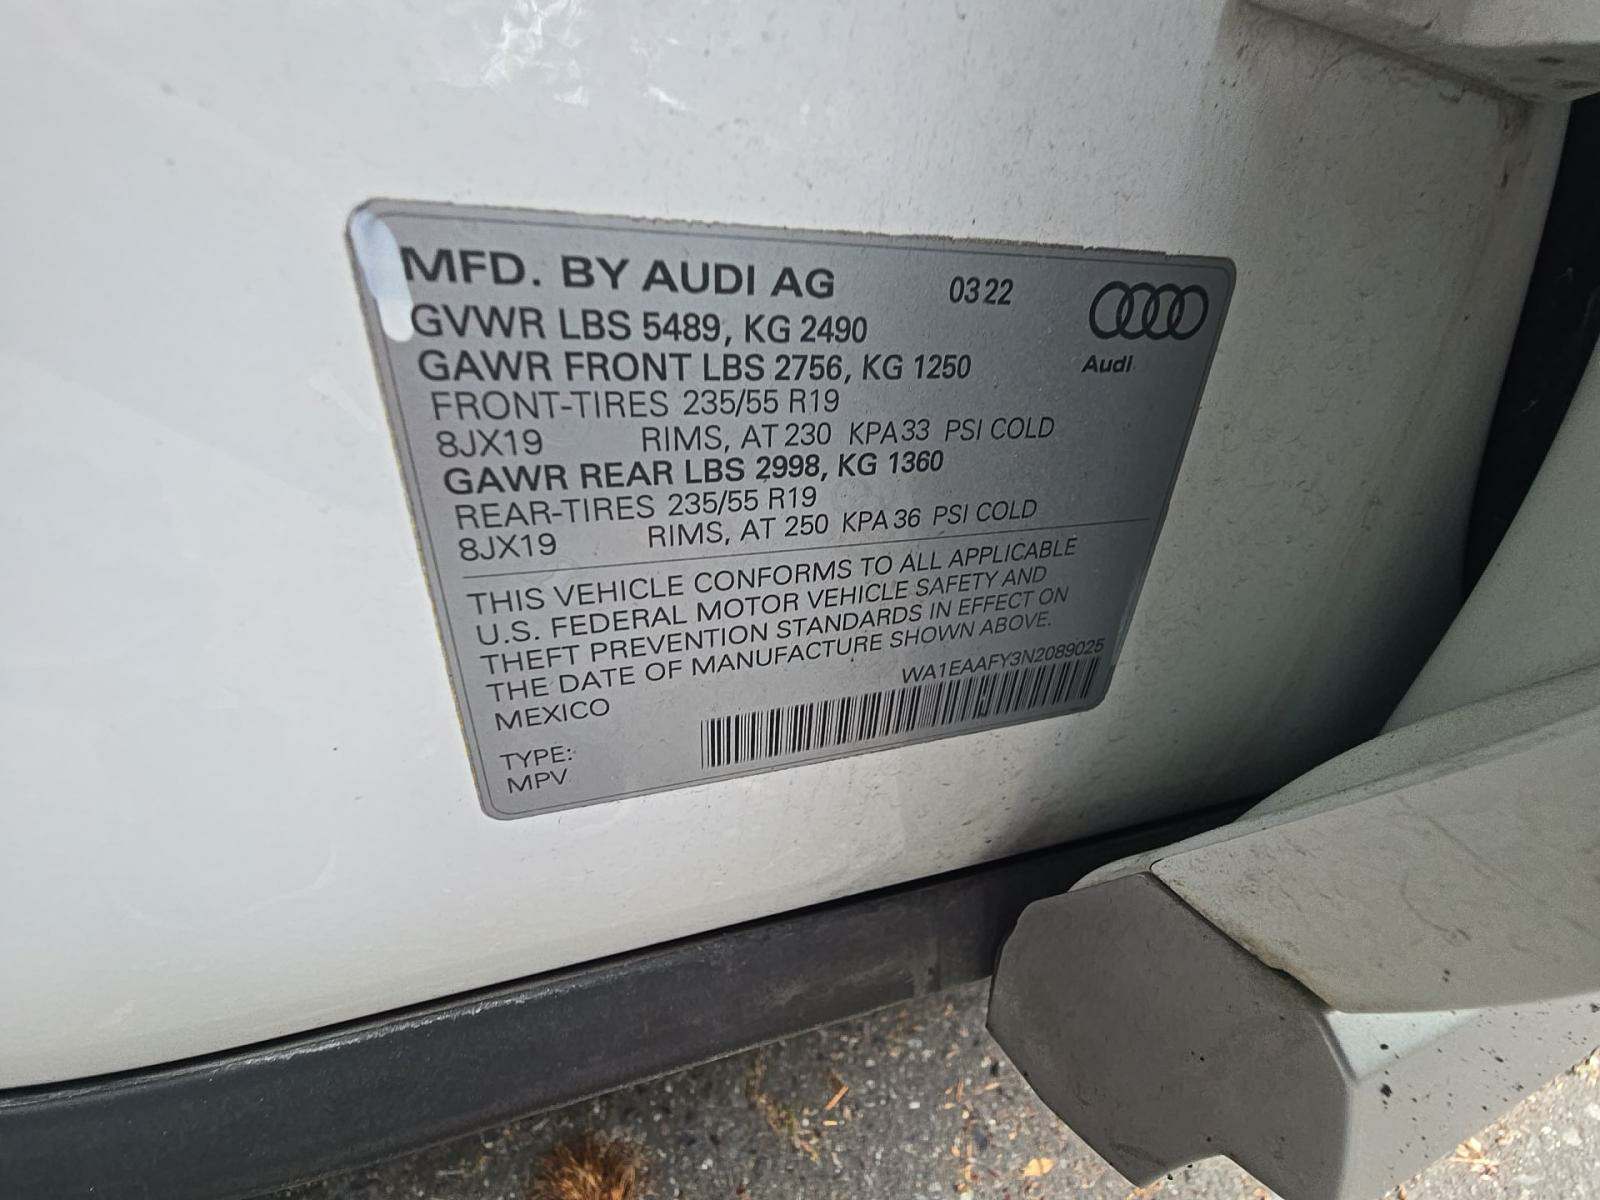 MFD. BY AUDI AG 03 22
GVWR LBS 5489, KG 2490
GAWR FRONT LBS 2756, KG 1250
Audi
FRONT-TIRES 235/55 R19
8JX19 RIMS, AT 230 KPA 33 PSI COLD
GAWR REAR LBS 2998, KG 1360
REAR-TIRES 235/55 R19
8JX19 RIMS, AT 250 KPA 36 PSI COLD
THIS VEHICLE CONFORMS TO ALL APPLICABLE
U.S. FEDERAL MOTOR VEHICLE SAFETY AND
THEFT PREVENTION STANDARDS IN EFFECT ON
THE DATE OF MANUFACTURE SHOWN ABOVE.
MEXICO WA1EAAFY3N2089025
TYPE:
MPV